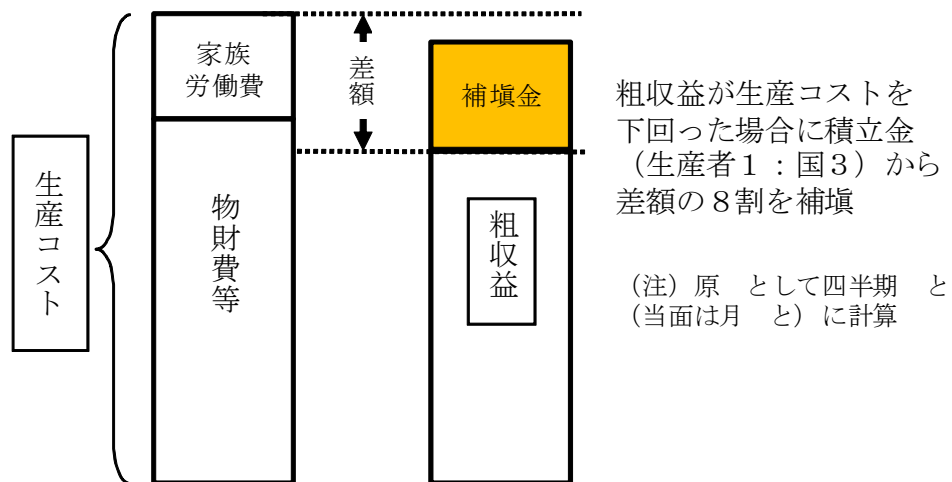 生産コスト
家族
労働費
物財費等
差額
補塡金
粗収益
粗収益が生産コストを
下回った場合に積立金
（生産者１：国３）から
差額の８割を補塡
（注）原　として四半期　と
（当面は月　と）に計算